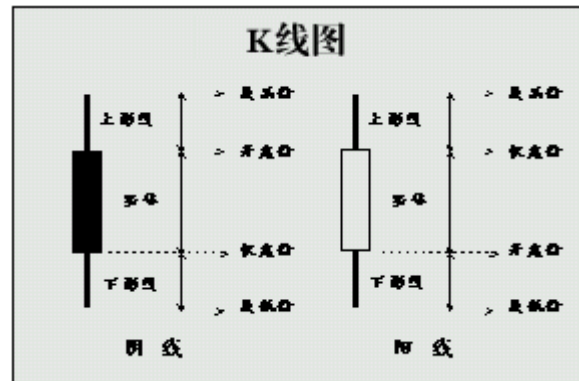 K线图
最高价 最高价
上影线 上影线
开盘价 收盘价
实体 实体
收盘价 开盘价
下影线 下影线
最低价 最低价
阴 线 阳 线